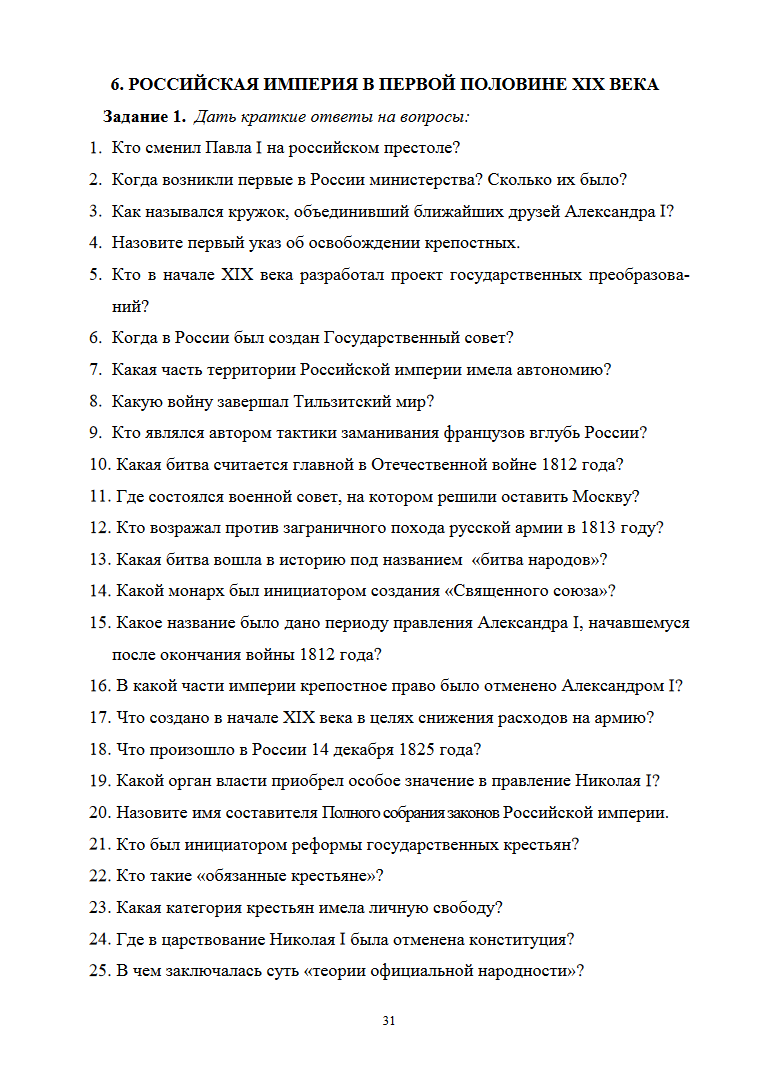 6. РОССИЙСКАЯ ИМПЕРИЯ В ПЕРВОЙ ПОЛОВИНЕ XIX ВЕКА
Задание 1. Дать краткие ответы на вопросы:
1. Кто сменил Павла I на российском престоле?
2. Когда возникли первые в России министерства? Сколько их было?
3. Как назывался кружок, объединивший ближайших друзей Александра I?
4. Назовите первый указ об освобождении крепостных.
5. Кто в начале XIX века разработал проект государственных преобразова-
ний?
6. Когда в России был создан Государственный совет?
7. Какая часть территории Российской империи имела автономию?
8. Какую войну завершал Тильзитский мир?
9. Кто являлся автором тактики заманивания французов вглубь России?
10. Какая битва считается главной в Отечественной войне 1812 года?
11. Где состоялся военной совет, на котором решили оставить Москву?
12. Кто возражал против заграничного похода русской армии в 1813 году?
13. Какая битва вошла в историю под названием «битва народов»?
14. Какой монарх был инициатором создания «Священного союза»?
15. Какое название было дано периоду правления Александра I, начавшемуся
после окончания войны 1812 года?
16. В какой части империи крепостное право было отменено Александром I?
17. Что создано в начале XIX века в целях снижения расходов на армию?
18. Что произошло в России 14 декабря 1825 года?
19. Какой орган власти приобрел особое значение в правление Николая I?
20. Назовите имя составителя Полного собрания законов Российской империи.
21. Кто был инициатором реформы государственных крестьян?
22. Кто такие «обязанные крестьяне»?
23. Какая категория крестьян имела личную свободу?
24. Где в царствование Николая I была отменена конституция?
25. В чем заключалась суть «теории официальной народности»?
31